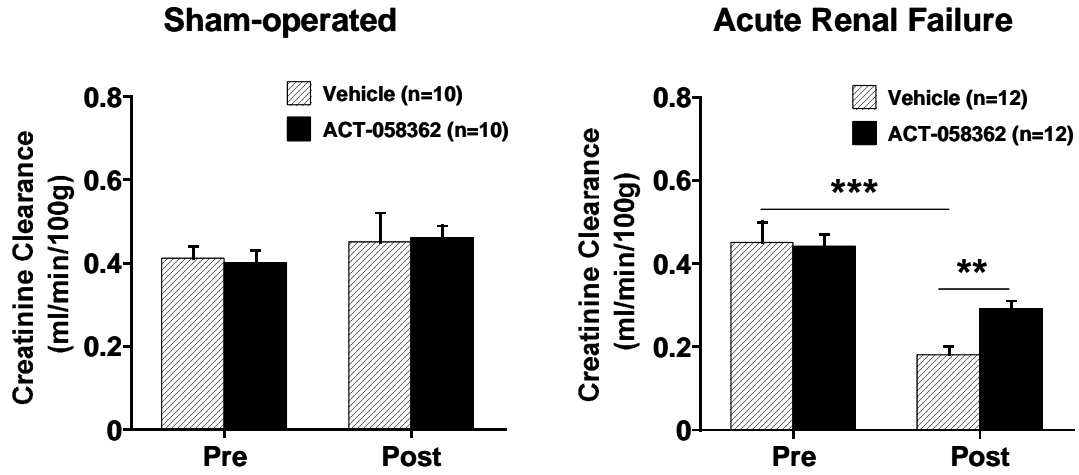 Sham-operated
Vehicle (n=10)
ACT-058362 (n=10)
Creatinine Clearance
(ml/min/100g)
0.8
0.6
0.4
0.2
0
Pre
Post
Acute Renal Failure
Vehicle (n=12)
ACT-058362 (n=12)
Creatinine Clearance
(ml/min/100g)
0.8
0.6
0.4
0.2
0
***
**
Pre
Post